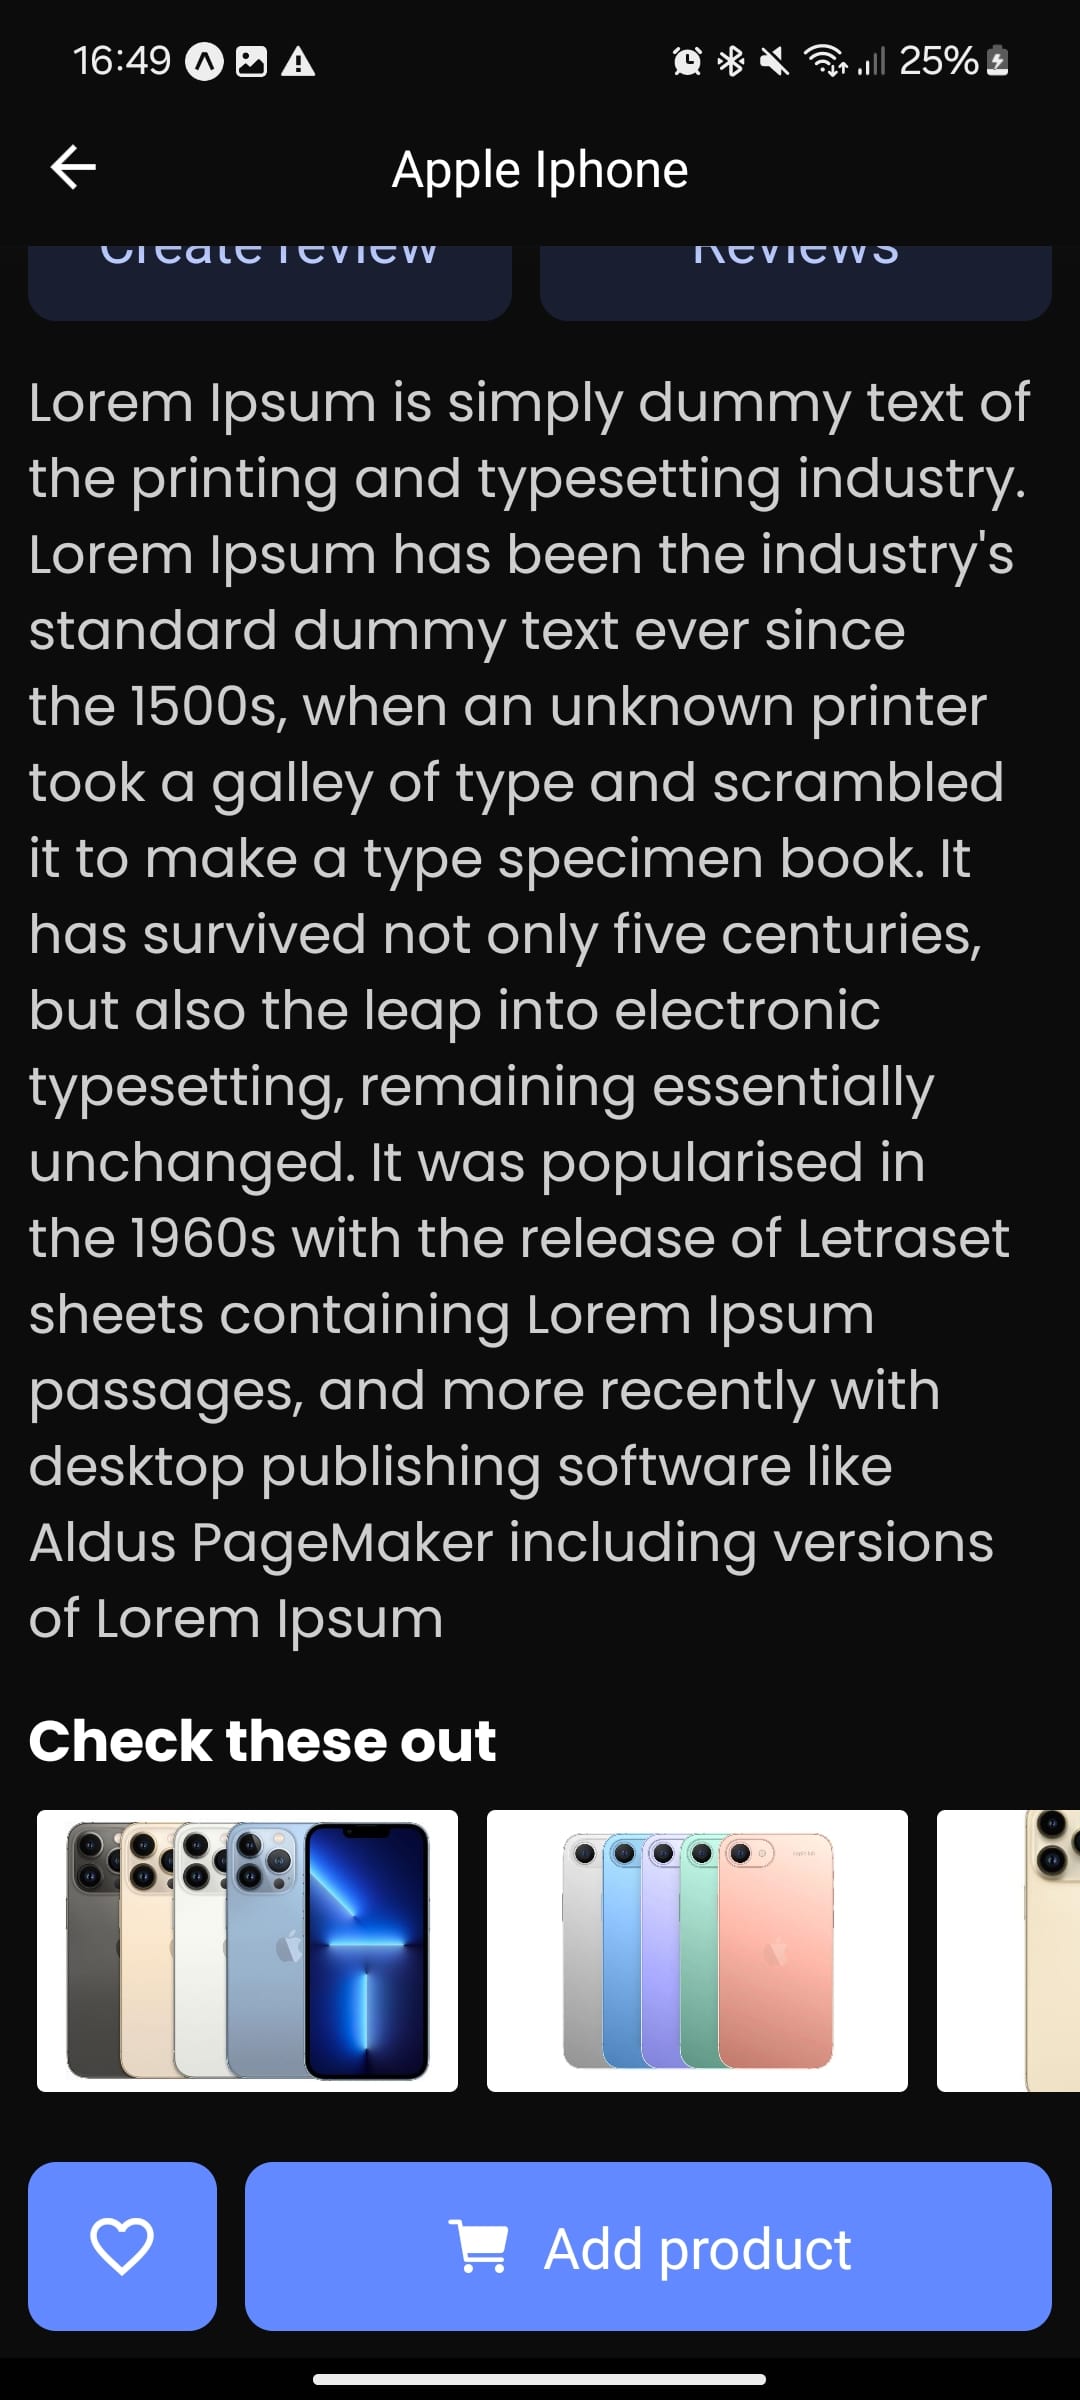 16:49
25%
Apple Iphone
Create review
Reviews
Lorem Ipsum is simply dummy text of
the printing and typesetting industry.
Lorem Ipsum has been the industry's
standard dummy text ever since
the 1500s, when an unknown printer
took a galley of type and scrambled
it to make a type specimen book. It
has survived not only five centuries,
but also the leap into electronic
typesetting, remaining essentially
unchanged. It was popularised in
the 1960s with the release of Letraset
sheets containing Lorem Ipsum
passages, and more recently with
desktop publishing software like
Aldus PageMaker including versions
of Lorem Ipsum
Check these out
Add product